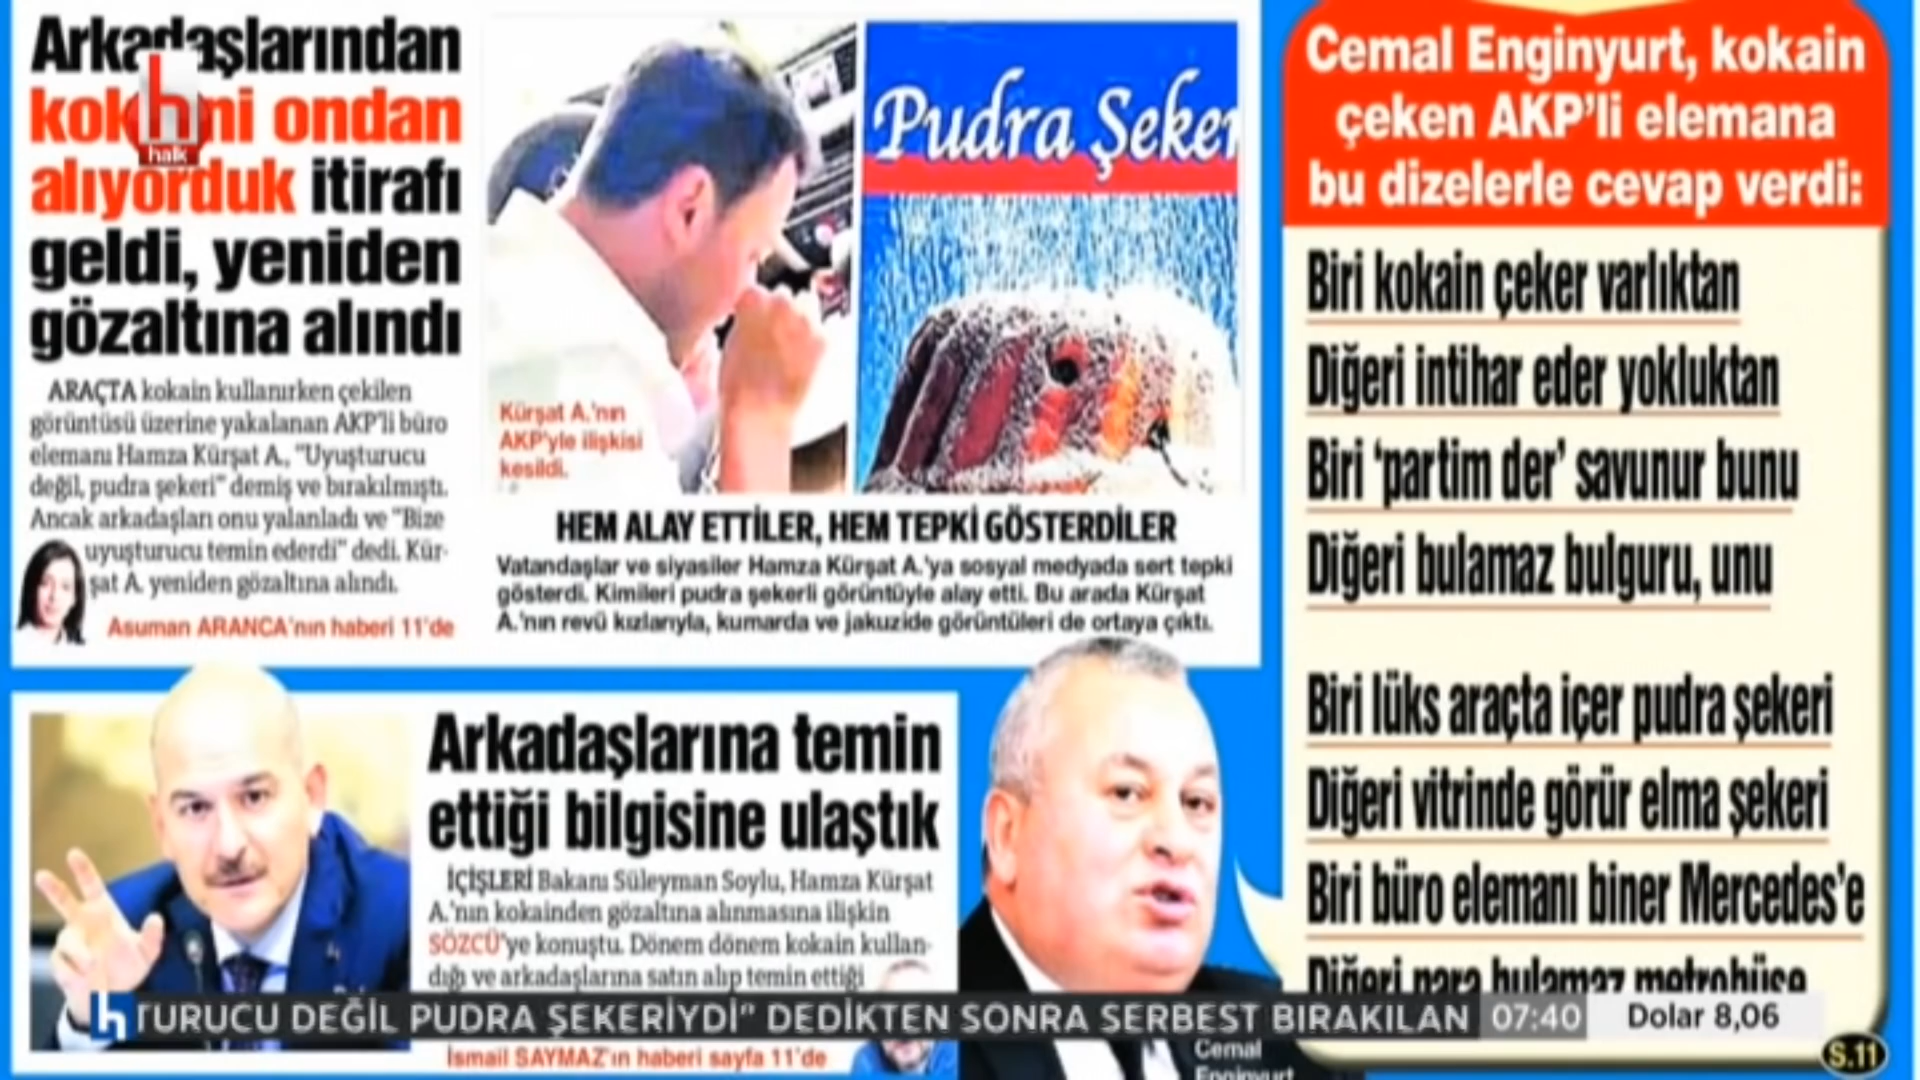 Arkadaşlarından
kokaini ondan
alıyorduk itirafı
geldi, yeniden
gözaltına alındı
ARAÇTA kokain kullanırken çekilen
görüntüsü üzerine yakalanan AKP'li büro
elemanı Hamza Kürşat A., "Uyuşturucu
değil, pudra şekeri" demiş ve bırakılmıştı.
Ancak arkadaşları onu yalanladı ve "Bize
uyuşturucu temin ederdi" dedi. Kür-
şat A. yeniden gözaltına alındı.
Asuman ARANCA'nın haberi 11'de
h
halk
Kürşat A.'nın
AKP'yle ilişkisi
kesildi.
Pudra Şeker
HEM ALAY ETTİLER, HEM TEPKİ GÖSTERDİLER
Vatandaşlar ve siyasiler Hamza Kürşat A.'ya sosyal medyada sert tepki
gösterdi. Kimileri pudra şekerli görüntüyle alay etti. Bu arada Kürşat
A.'nın revü kızlarıyla, kumarda ve jakuzide görüntüleri de ortaya çıktı.
Arkadaşlarına temin
ettiği bilgisine ulaştık
İÇİŞLERİ Bakanı Süleyman Soylu, Hamza Kürşat
A.'nın kokainden gözaltına alınmasına ilişkin
SÖZCÜ'ye konuştu. Dönem dönem kokain kullan-
dığı ve arkadaşlarına satın alıp temin ettiği
İsmail SAYMAZ'ın haberi sayfa 11'de
Cemal Enginyurt, kokain
çeken AKP'li elemana
bu dizelerle cevap verdi:
Biri kokain çeker varlıktan
Diğeri intihar eder yokluktan
Biri 'partim der' savunur bunu
Diğeri bulamaz bulguru, unu
Biri lüks araçta içer pudra şekeri
Diğeri vitrinde görür elma şekeri
Biri büro elemanı biner Mercedes'e
Diğeri para bulamaz metrobüse
Cemal
Enginyurt
S.11
h TURUCU DEĞİL PUDRA ŞEKERİYDİ" DEDİKTEN SONRA SERBEST BIRAKILAN 07:40 Dolar 8,06